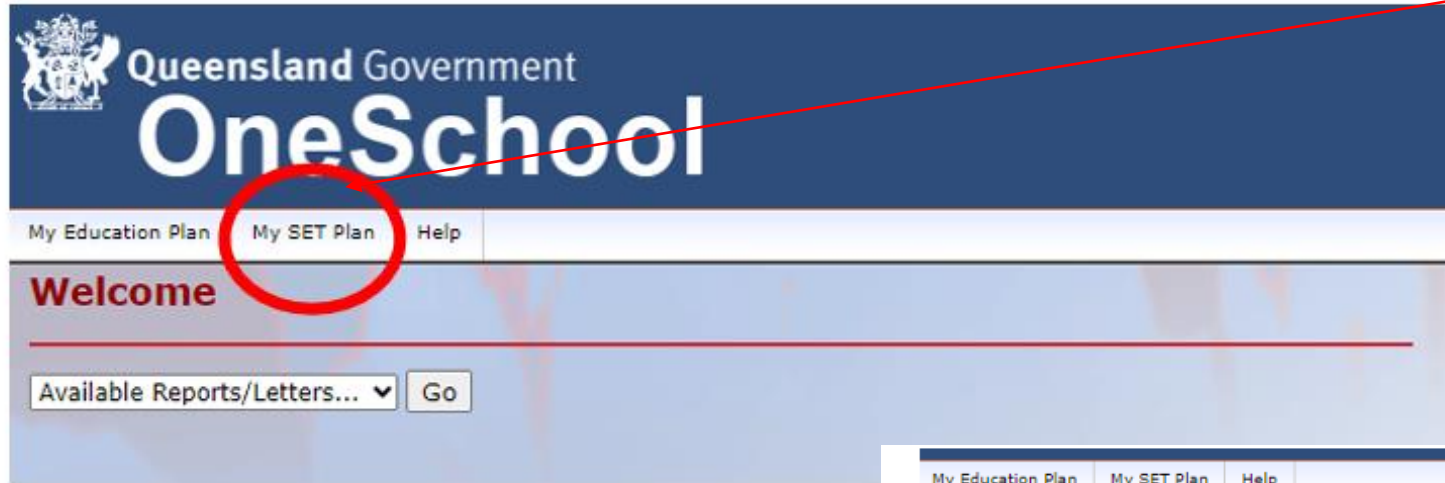 Queensland Government
OneSchool
My Education Plan My SET Plan Help
Welcome
Available Reports/Letters... Go
My Education Plan My SET Plan Help